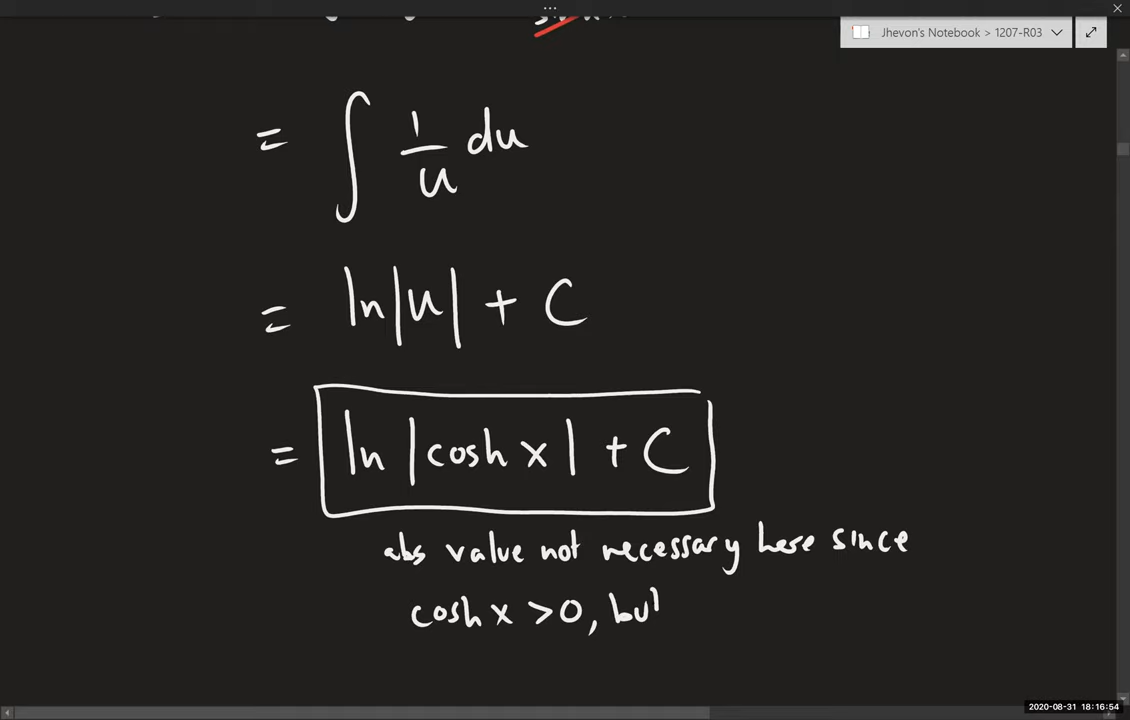 Jhevon's Notebook > 1207-R03
= ∫ 1/u du
= ln|u| + C
= ln |cosh x| + C
abs value not necessary here since
cosh x > 0, but
2020-08-31 18:16:54